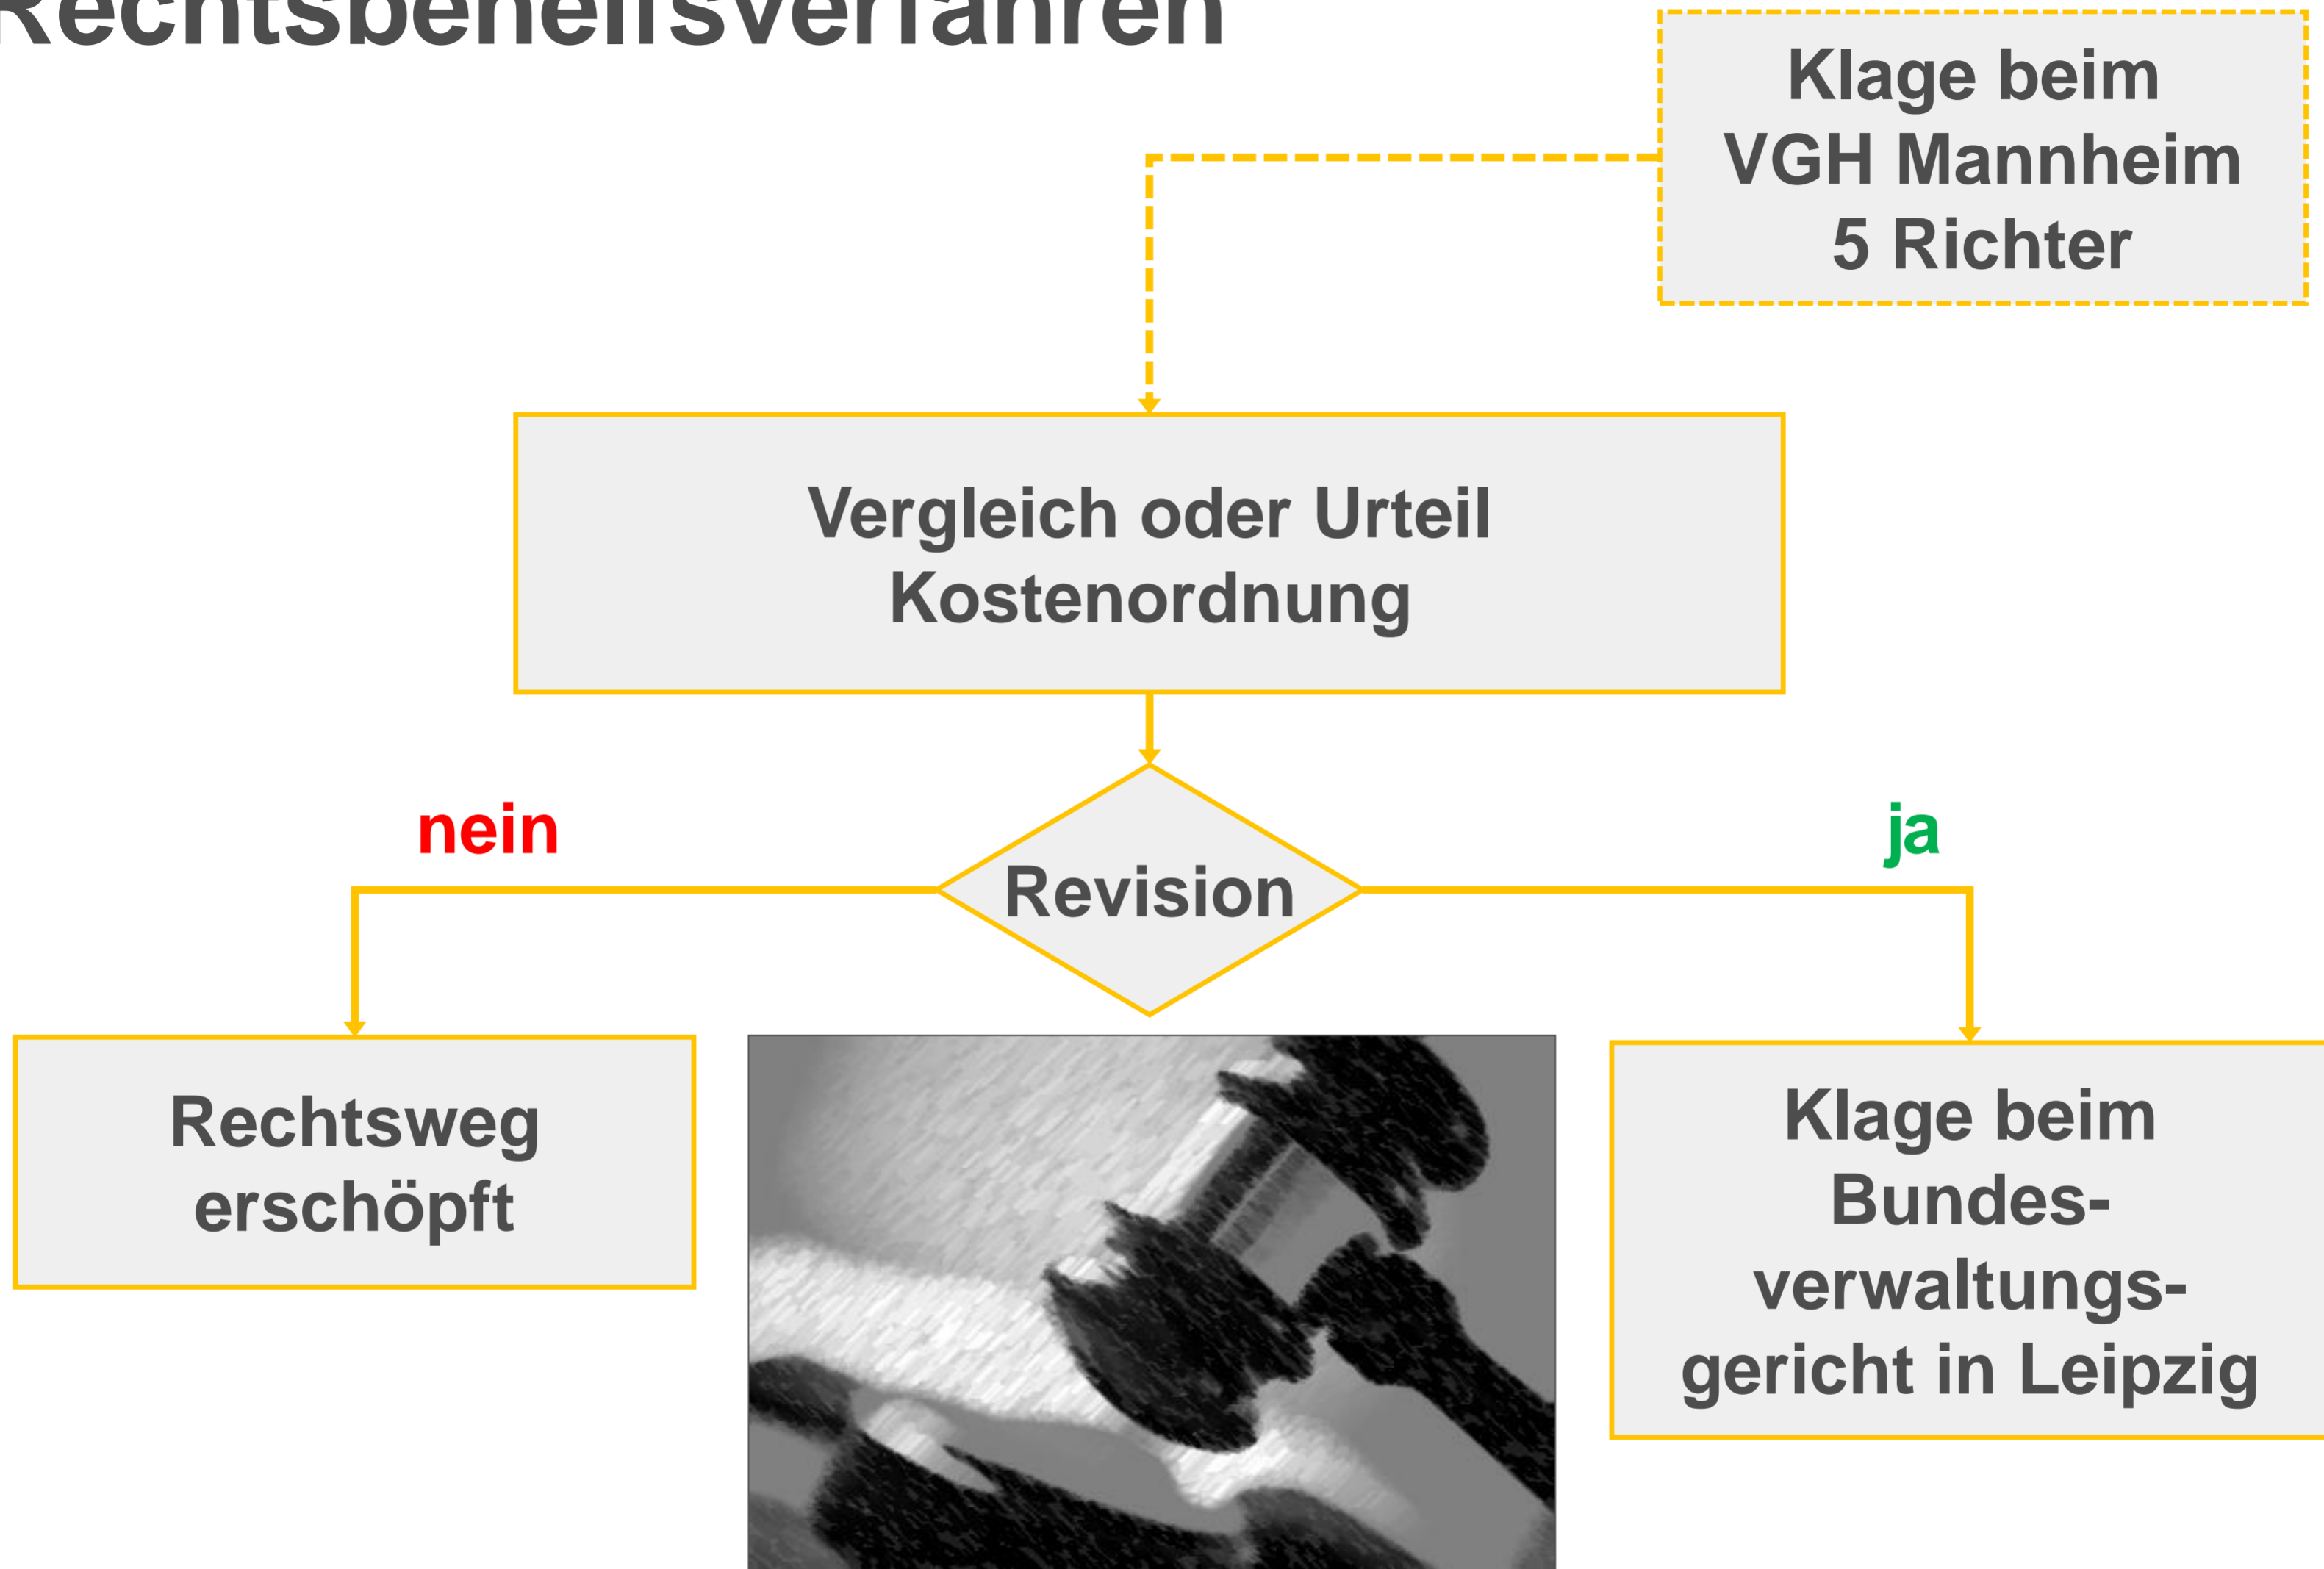 Rechtsbehelfsverfahren
Klage beim
VGH Mannheim
5 Richter
Vergleich oder Urteil
Kostenordnung
nein
ja
Revision
Rechtsweg
erschöpft
Klage beim
Bundes-
verwaltungs-
gericht in Leipzig